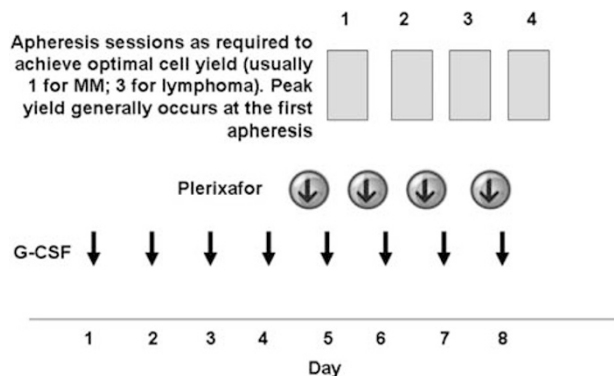 1 2 3 4
Apheresis sessions as required to
achieve optimal cell yield (usually
1 for MM; 3 for lymphoma). Peak
yield generally occurs at the first
apheresis
Plerixafor
G-CSF
1 2 3 4 5 6 7 8
Day